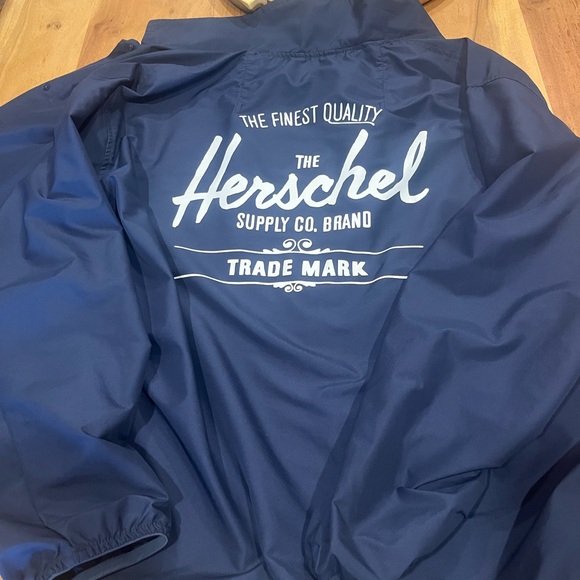 THE FINEST QUALITY
THE
Herschel
SUPPLY CO. BRAND
TRADE MARK